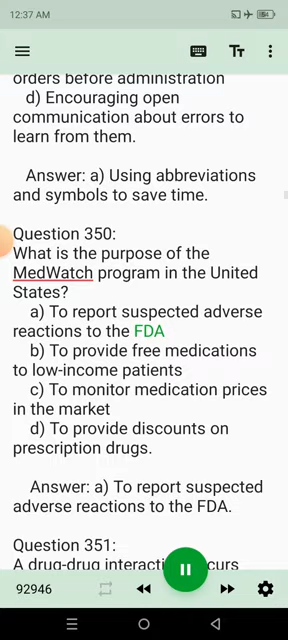 12:37 AM
orders before administration
d) Encouraging open
communication about errors to
learn from them.
Answer: a) Using abbreviations
and symbols to save time.
Question 350:
What is the purpose of the
MedWatch program in the United
States?
a) To report suspected adverse
reactions to the FDA
b) To provide free medications
to low-income patients
c) To monitor medication prices
in the market
d) To provide discounts on
prescription drugs.
Answer: a) To report suspected
adverse reactions to the FDA.
Question 351:
A drug-drug
92946